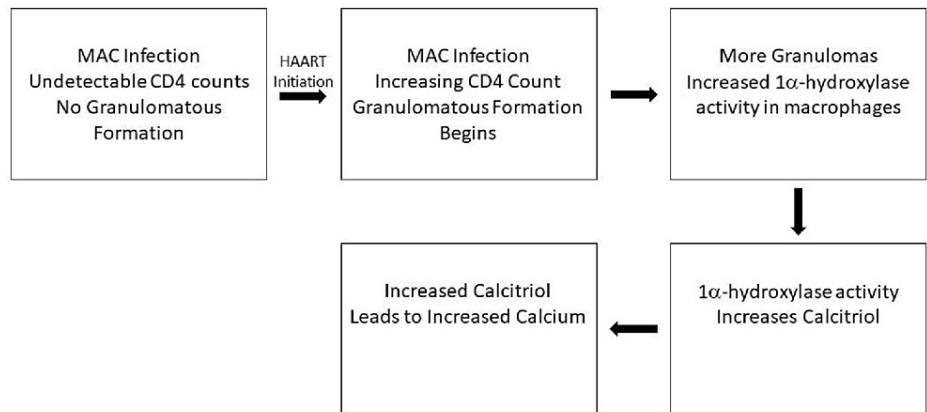 MAC Infection
Undetectable CD4 counts
No Granulomatous
Formation
HAART
Initiation
MAC Infection
Increasing CD4 Count
Granulomatous Formation
Begins
More Granulomas
Increased 1α-hydroxylase
activity in macrophages
1α-hydroxylase activity
Increases Calcitriol
Increased Calcitriol
Leads to Increased Calcium